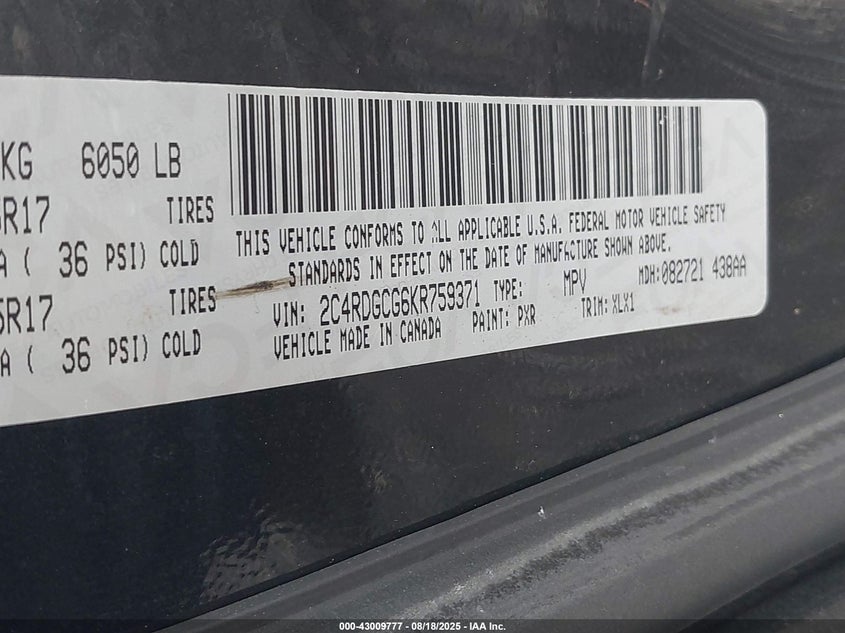 KG 6050 LB
5R17 TIRES
A ( 36 PSI) COLD
5R17 TIRES
A ( 36 PSI) COLD
THIS VEHICLE CONFORMS TO ALL APPLICABLE U.S.A. FEDERAL MOTOR VEHICLE SAFETY
STANDARDS IN EFFECT ON THE DATE OF MANUFACTURE SHOWN ABOVE.
VIN: 2C4RDGCG6KR759371 TYPE: MPV MDH:082721 438AA
VEHICLE MADE IN CANADA PAINT: PXR TRIM: XLX1
000-43009777 - 08/18/2025 - IAA Inc.